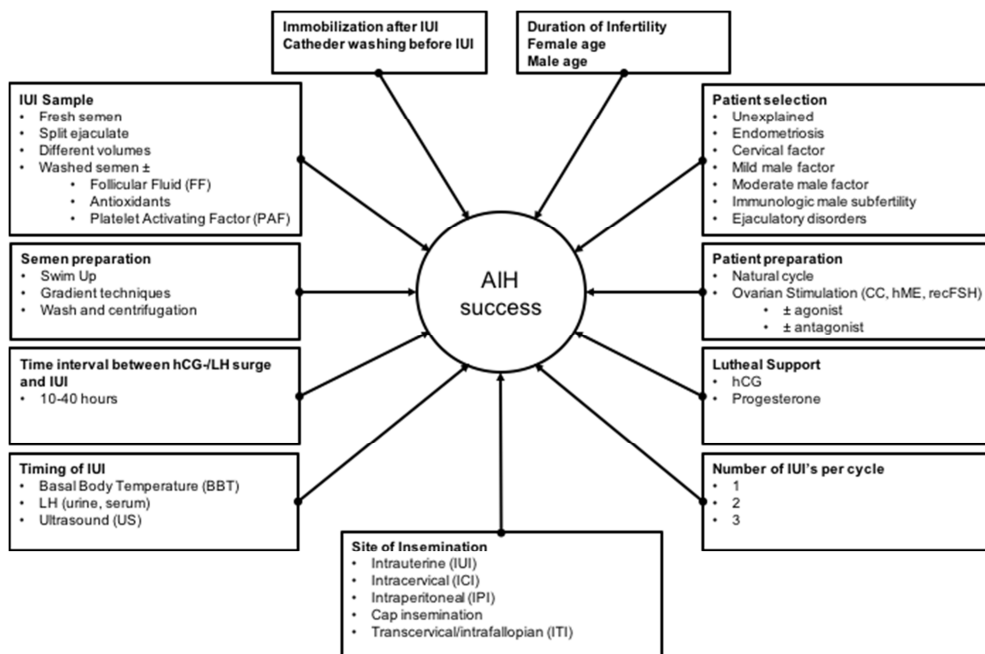 Immobilization after IUI
Catheder washing before IUI
Duration of Infertility
Female age
Male age
IUI Sample
• Fresh semen
• Split ejaculate
• Different volumes
• Washed semen ±
• Follicular Fluid (FF)
• Antioxidants
• Platelet Activating Factor (PAF)
Patient selection
• Unexplained
• Endometriosis
• Cervical factor
• Mild male factor
• Moderate male factor
• Immunologic male subfertility
• Ejaculatory disorders
AIH
success
Semen preparation
• Swim Up
• Gradient techniques
• Wash and centrifugation
Patient preparation
• Natural cycle
• Ovarian Stimulation (CC, hME, recFSH)
• ± agonist
• ± antagonist
Time interval between hCG-/LH surge
and IUI
• 10-40 hours
Lutheal Support
• hCG
• Progesterone
Timing of IUI
• Basal Body Temperature (BBT)
• LH (urine, serum)
• Ultrasound (US)
Number of IUI's per cycle
• 1
• 2
• 3
Site of Insemination
• Intrauterine (IUI)
• Intracervical (ICI)
• Intraperitoneal (IPI)
• Cap insemination
• Transcervical/intrafallopian (ITI)